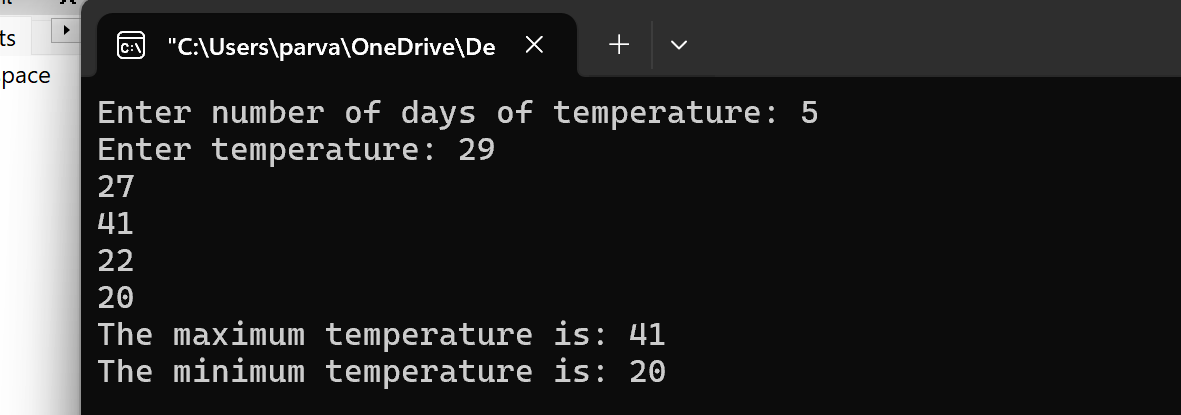 ts
pace
"C:\Users\parva\OneDrive\De
Enter number of days of temperature: 5
Enter temperature: 29
27
41
22
20
The maximum temperature is: 41
The minimum temperature is: 20